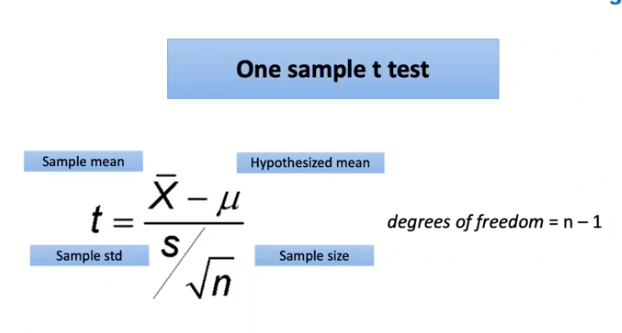 One sample t test
Sample mean
Hypothesized mean
t = X̄ − μ / s/√n
degrees of freedom = n – 1
Sample std
Sample size